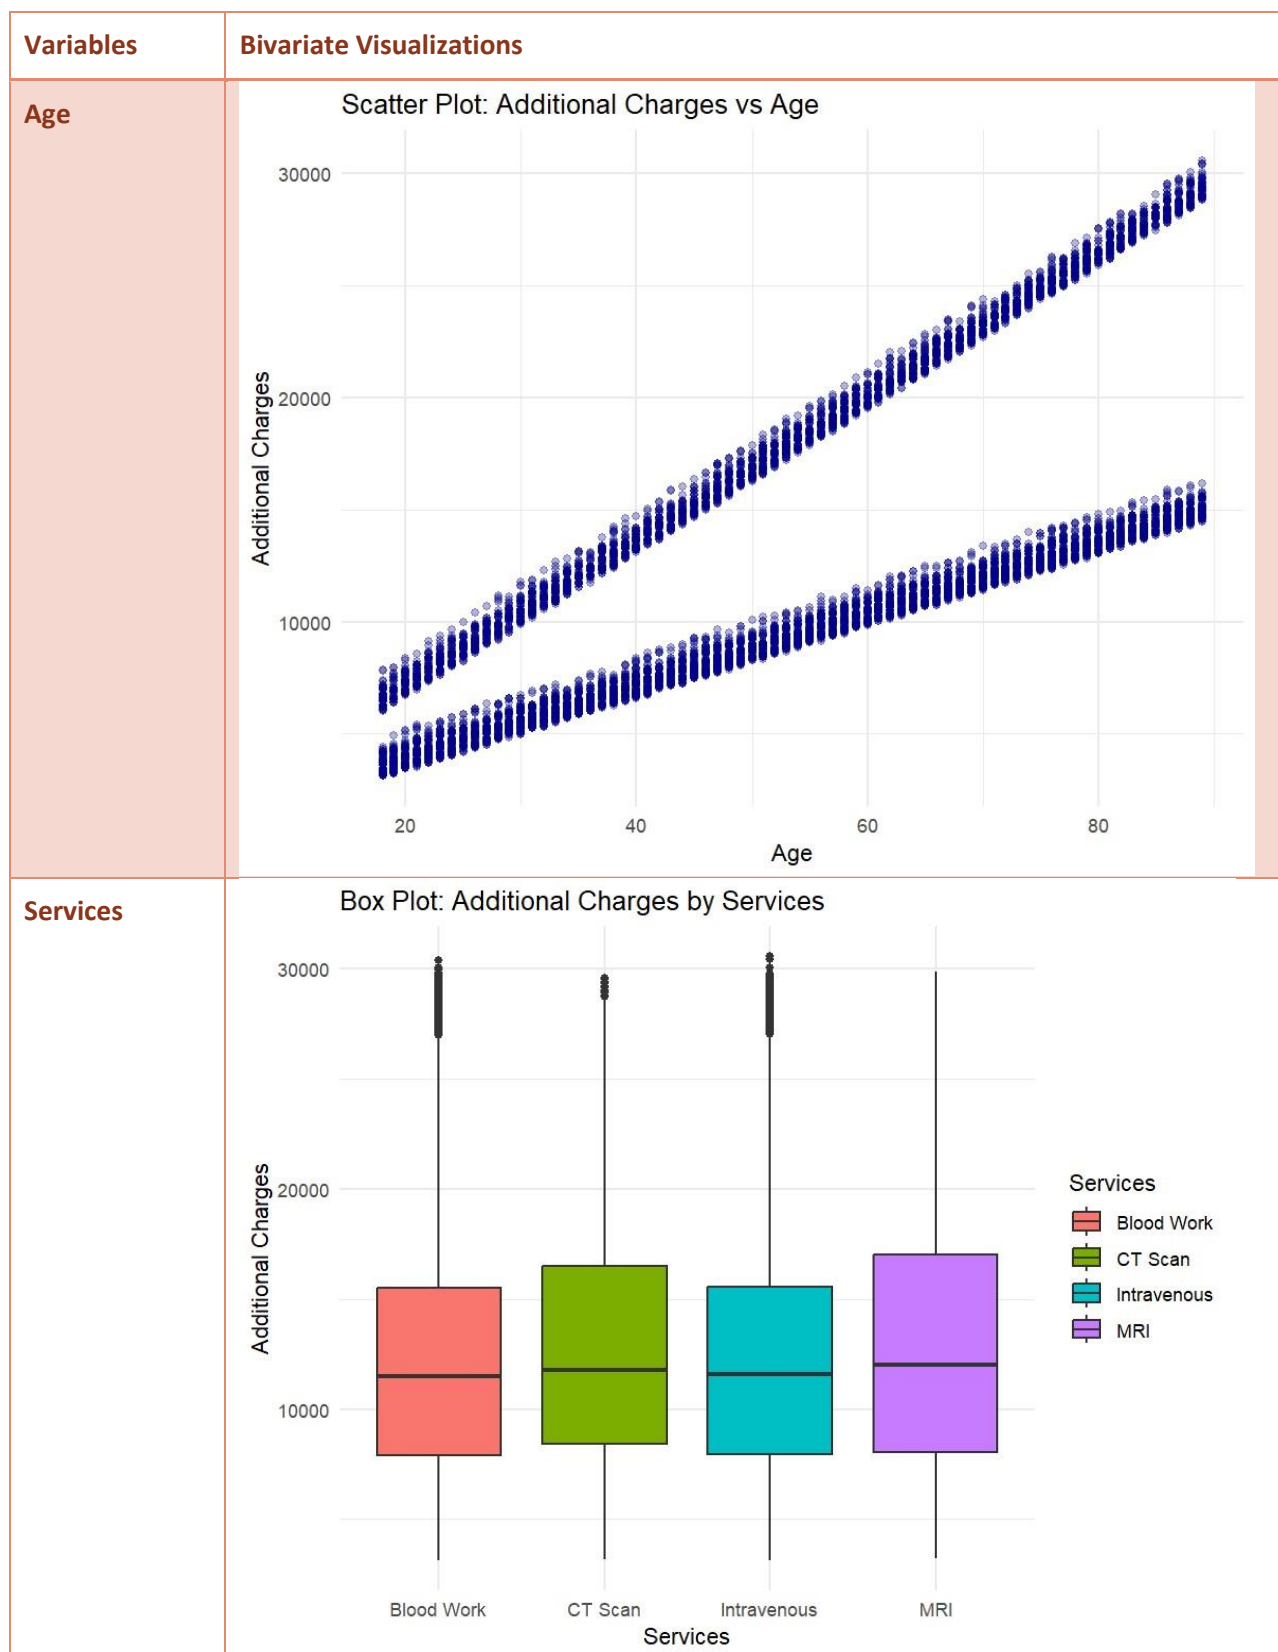 Variables
Bivariate Visualizations
Age
Scatter Plot: Additional Charges vs Age
30000
20000
10000
Additional Charges
20 40 60 80
Age
Services
Box Plot: Additional Charges by Services
30000
20000
10000
Additional Charges
Blood Work CT Scan Intravenous MRI
Services
Services
Blood Work
CT Scan
Intravenous
MRI